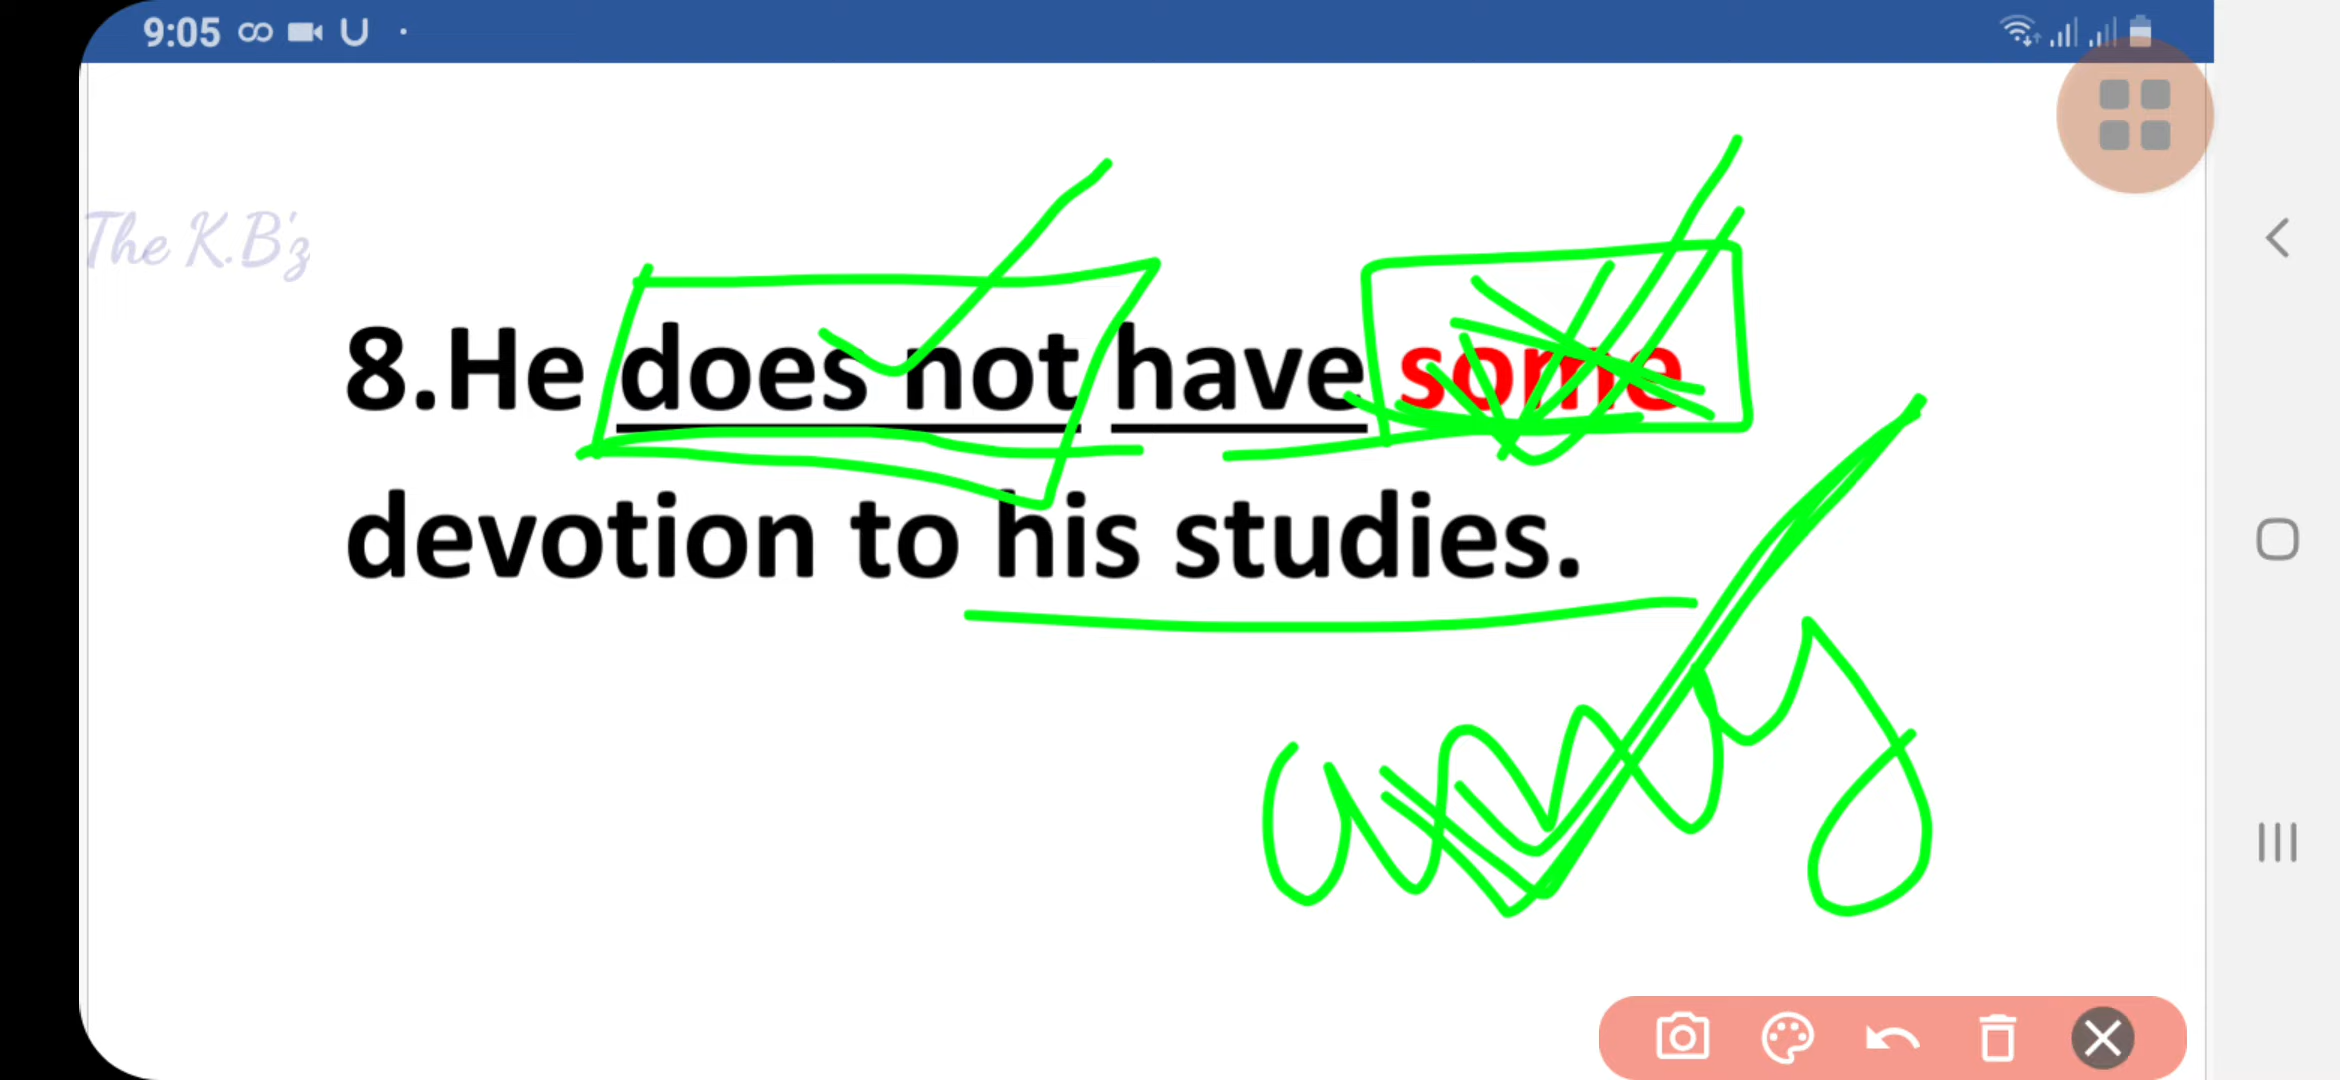 9:05
The K.B'z
8.He does not have some
devotion to his studies.
any